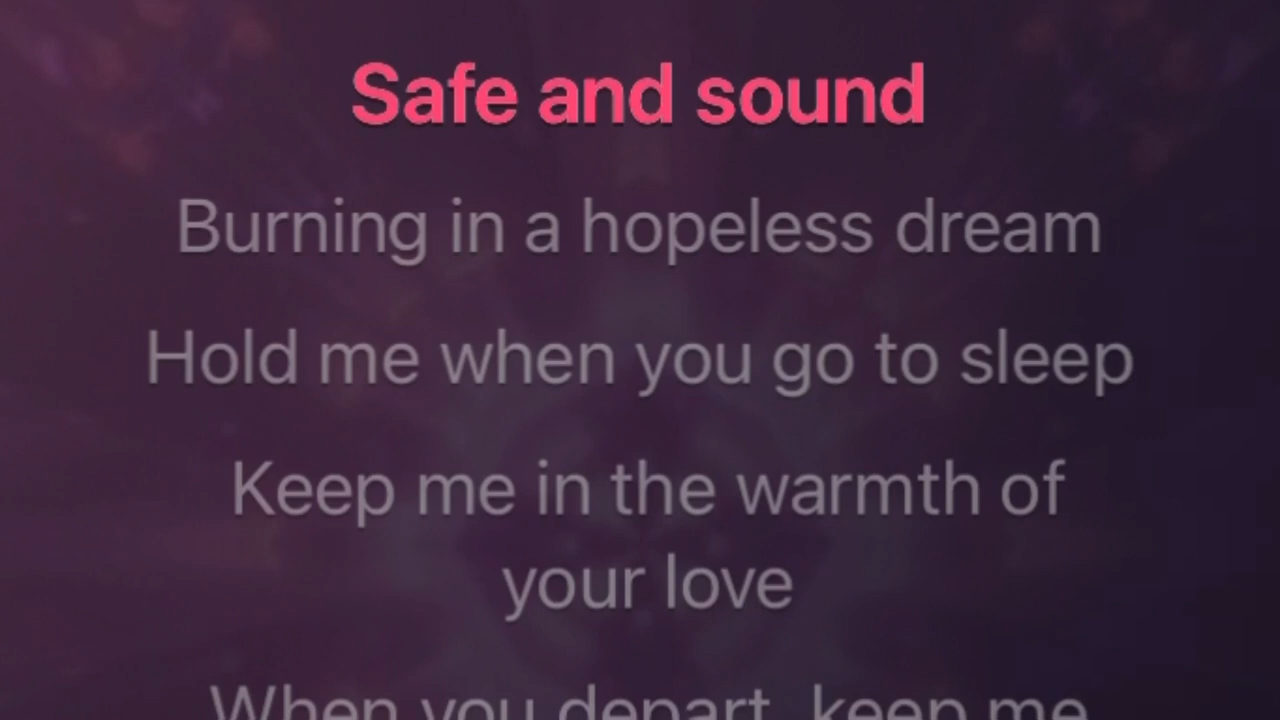 Safe and sound
Burning in a hopeless dream
Hold me when you go to sleep
Keep me in the warmth of
your love
When you depart, keep me